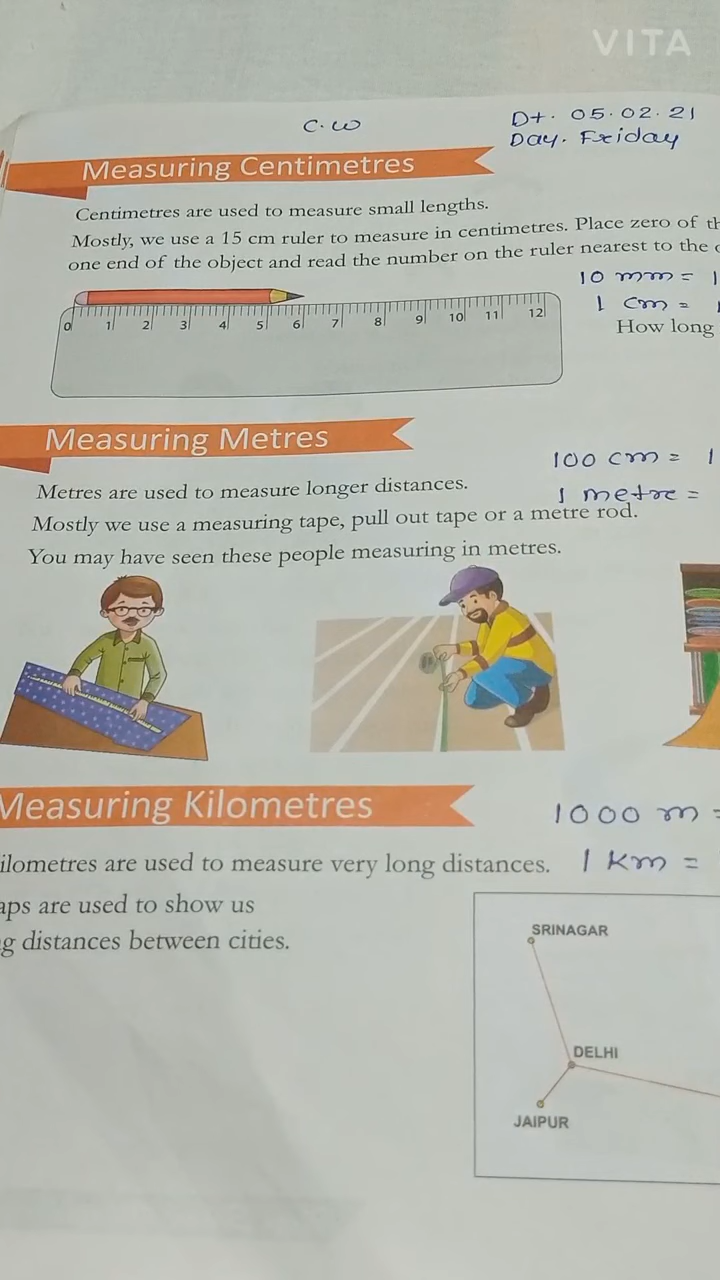 VITA
C.W
Dt. 05.02.21
Day. Friday
Measuring Centimetres
Centimetres are used to measure small lengths.
Mostly, we use a 15 cm ruler to measure in centimetres. Place zero of
one end of the object and read the number on the ruler nearest to the
10 mm = 1
1 cm =
0 1 2 3 4 5 6 7 8 9 10 11 12
How long
Measuring Metres
100 cm = 1
Metres are used to measure longer distances.
1 metre =
Mostly we use a measuring tape, pull out tape or a metre rod.
You may have seen these people measuring in metres.
Measuring Kilometres
1000 m =
ilometres are used to measure very long distances.
1 Km =
aps are used to show us
g distances between cities.
SRINAGAR
DELHI
JAIPUR